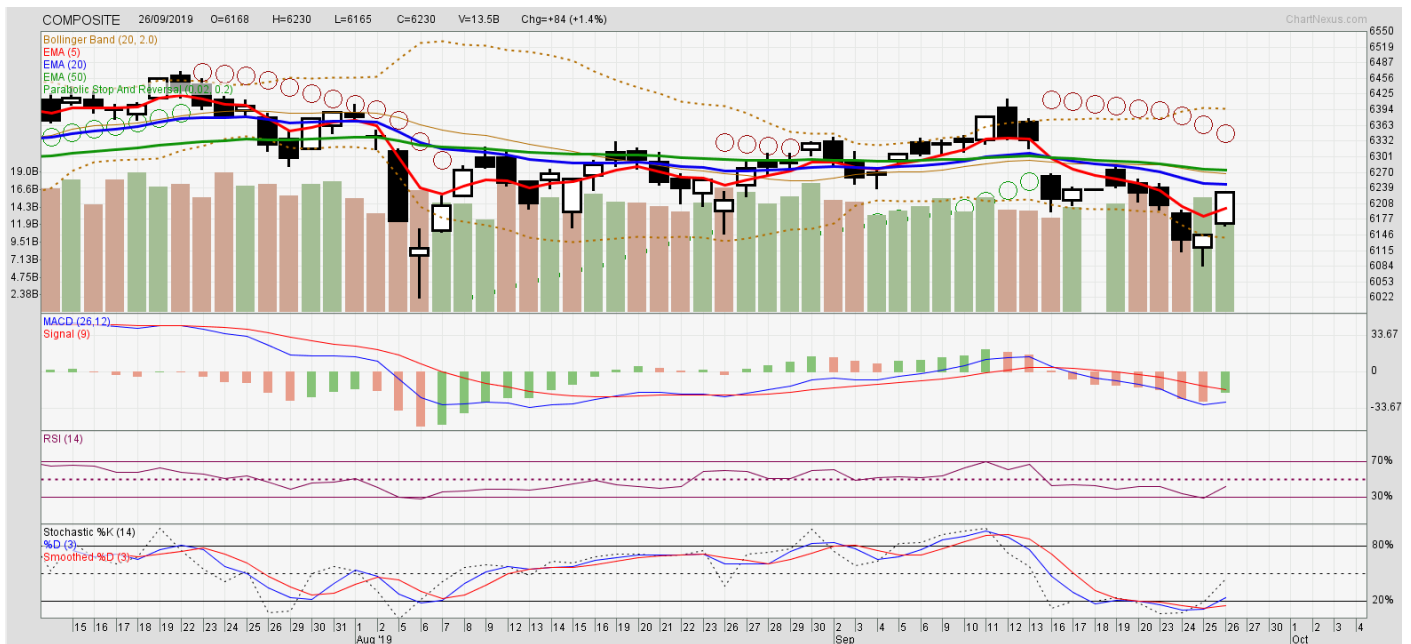 COMPOSITE 26/09/2019 O=6168 H=6230 L=6165 C=6230 V=13.5B Chg=+84 (+1.4%) ChartNexus.com
Bollinger Band (20, 2.0)
EMA (5)
EMA (20)
EMA (50)
Parabolic Stop And Reversal (0.02, 0.2)
6550
6519
6487
6456
6425
6394
6363
6332
6301
6270
6239
6208
6177
6146
6115
6084
6053
6022
19.0B
16.6B
14.3B
11.9B
9.51B
7.13B
4.75B
2.38B
MACD (26,12)
Signal (9)
33.67
0
-33.67
RSI (14)
70%
30%
Stochastic %K (14)
%D (3)
Smoothed %D (3)
80%
20%
15 16 17 18 19 22 23 24 25 26 29 30 31 1 2 5 6 7 8 9 12 13 14 15 16 19 20 21 22 23 26 27 28 29 30 2 3 4 5 6 9 10 11 12 13 16 17 18 19 20 23 24 25 26 27 30 1 2 3 4
Aug '19 Sep Oct